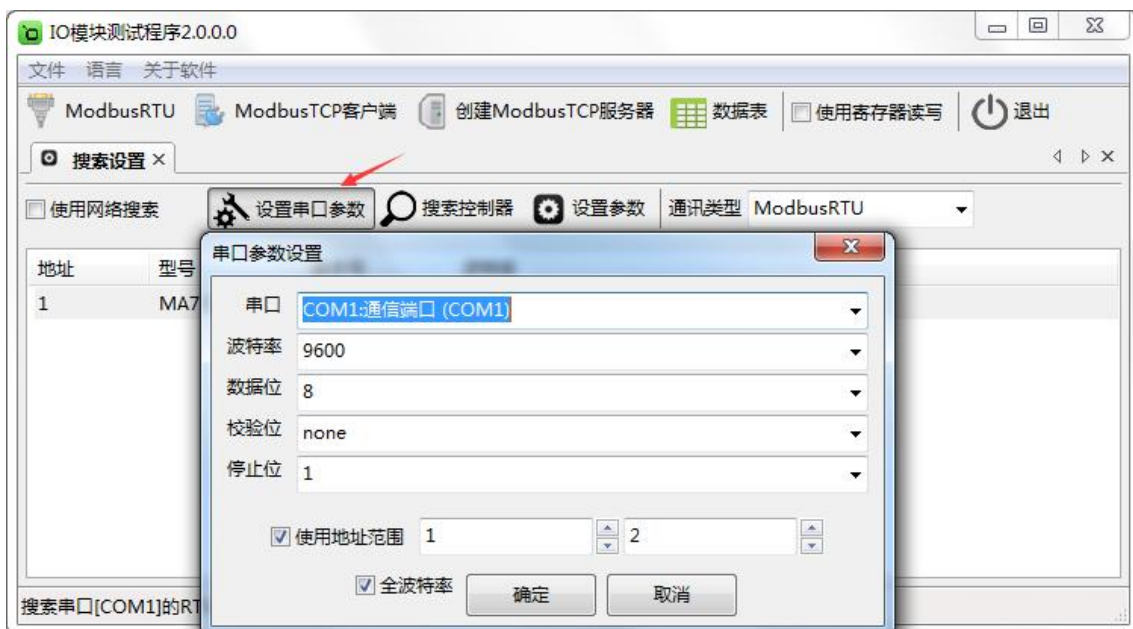 IO模块测试程序2.0.0.0
文件 语言 关于软件
ModbusRTU ModbusTCP客户端 创建ModbusTCP服务器 数据表 使用寄存器读写 退出
搜索设置
使用网络搜索 设置串口参数 搜索控制器 设置参数 通讯类型 ModbusRTU
串口参数设置
地址 型号
1 MA7
串口 COM1:通信端口 (COM1)
波特率 9600
数据位 8
校验位 none
停止位 1
使用地址范围 1 2
全波特率 确定 取消
搜索串口[COM1]的RT